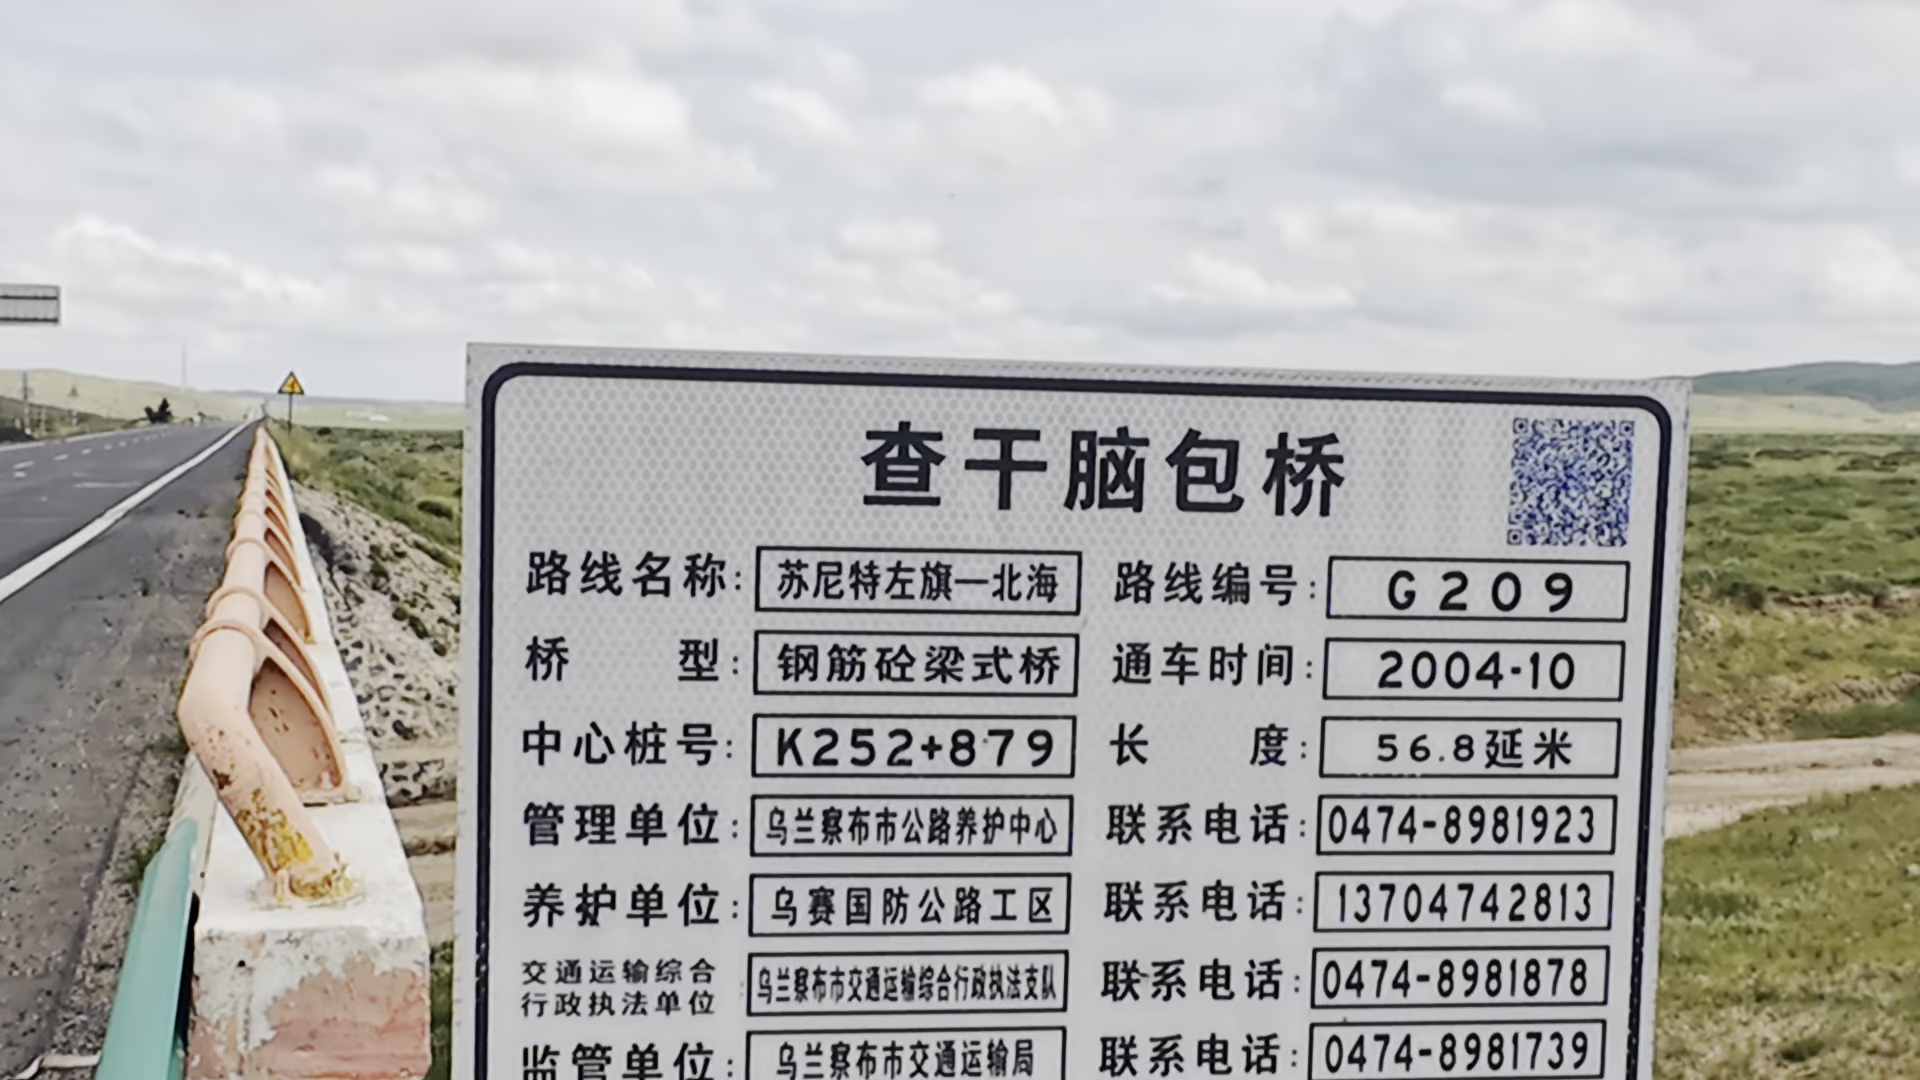 查干脑包桥
路线名称: 苏尼特左旗—北海 路线编号: G209
桥 型: 钢筋砼梁式桥 通车时间: 2004-10
中心桩号: K252+879 长 度: 56.8延米
管理单位: 乌兰察布市公路养护中心 联系电话: 0474-8981923
养护单位: 乌赛国防公路工区 联系电话: 13704742813
交通运输综合
行政执法单位: 乌兰察布市交通运输综合行政执法支队 联系电话: 0474-8981878
监管单位: 乌兰察布市交通运输局 联系电话: 0474-8981739